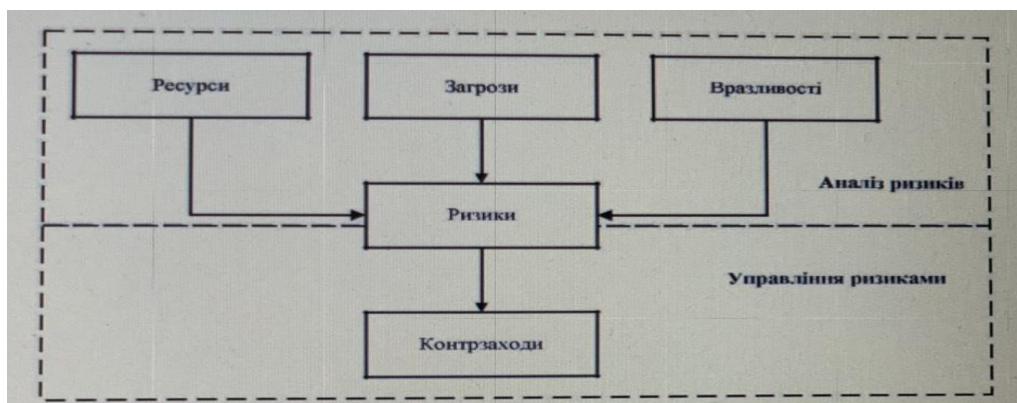 Ресурси
Загрози
Вразливості
Аналіз ризиків
Ризики
Управління ризиками
Контрзаходи